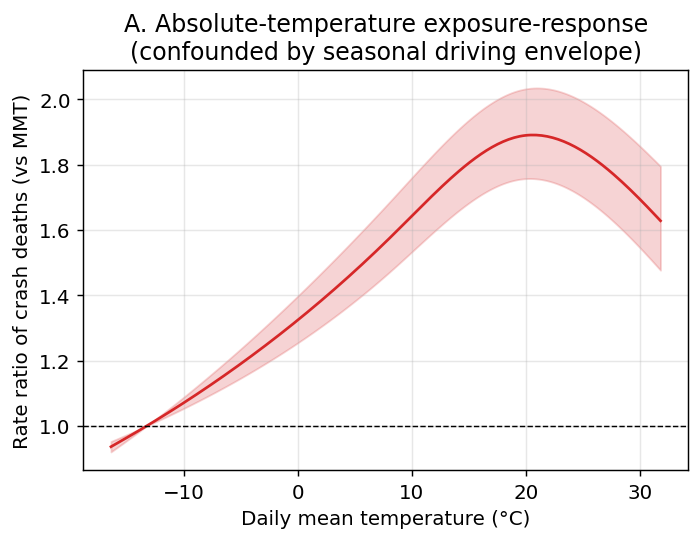 A. Absolute-temperature exposure-response
(confounded by seasonal driving envelope)
Rate ratio of crash deaths (vs MMT)
2.0
1.8
1.6
1.4
1.2
1.0
−10 0 10 20 30
Daily mean temperature (°C)